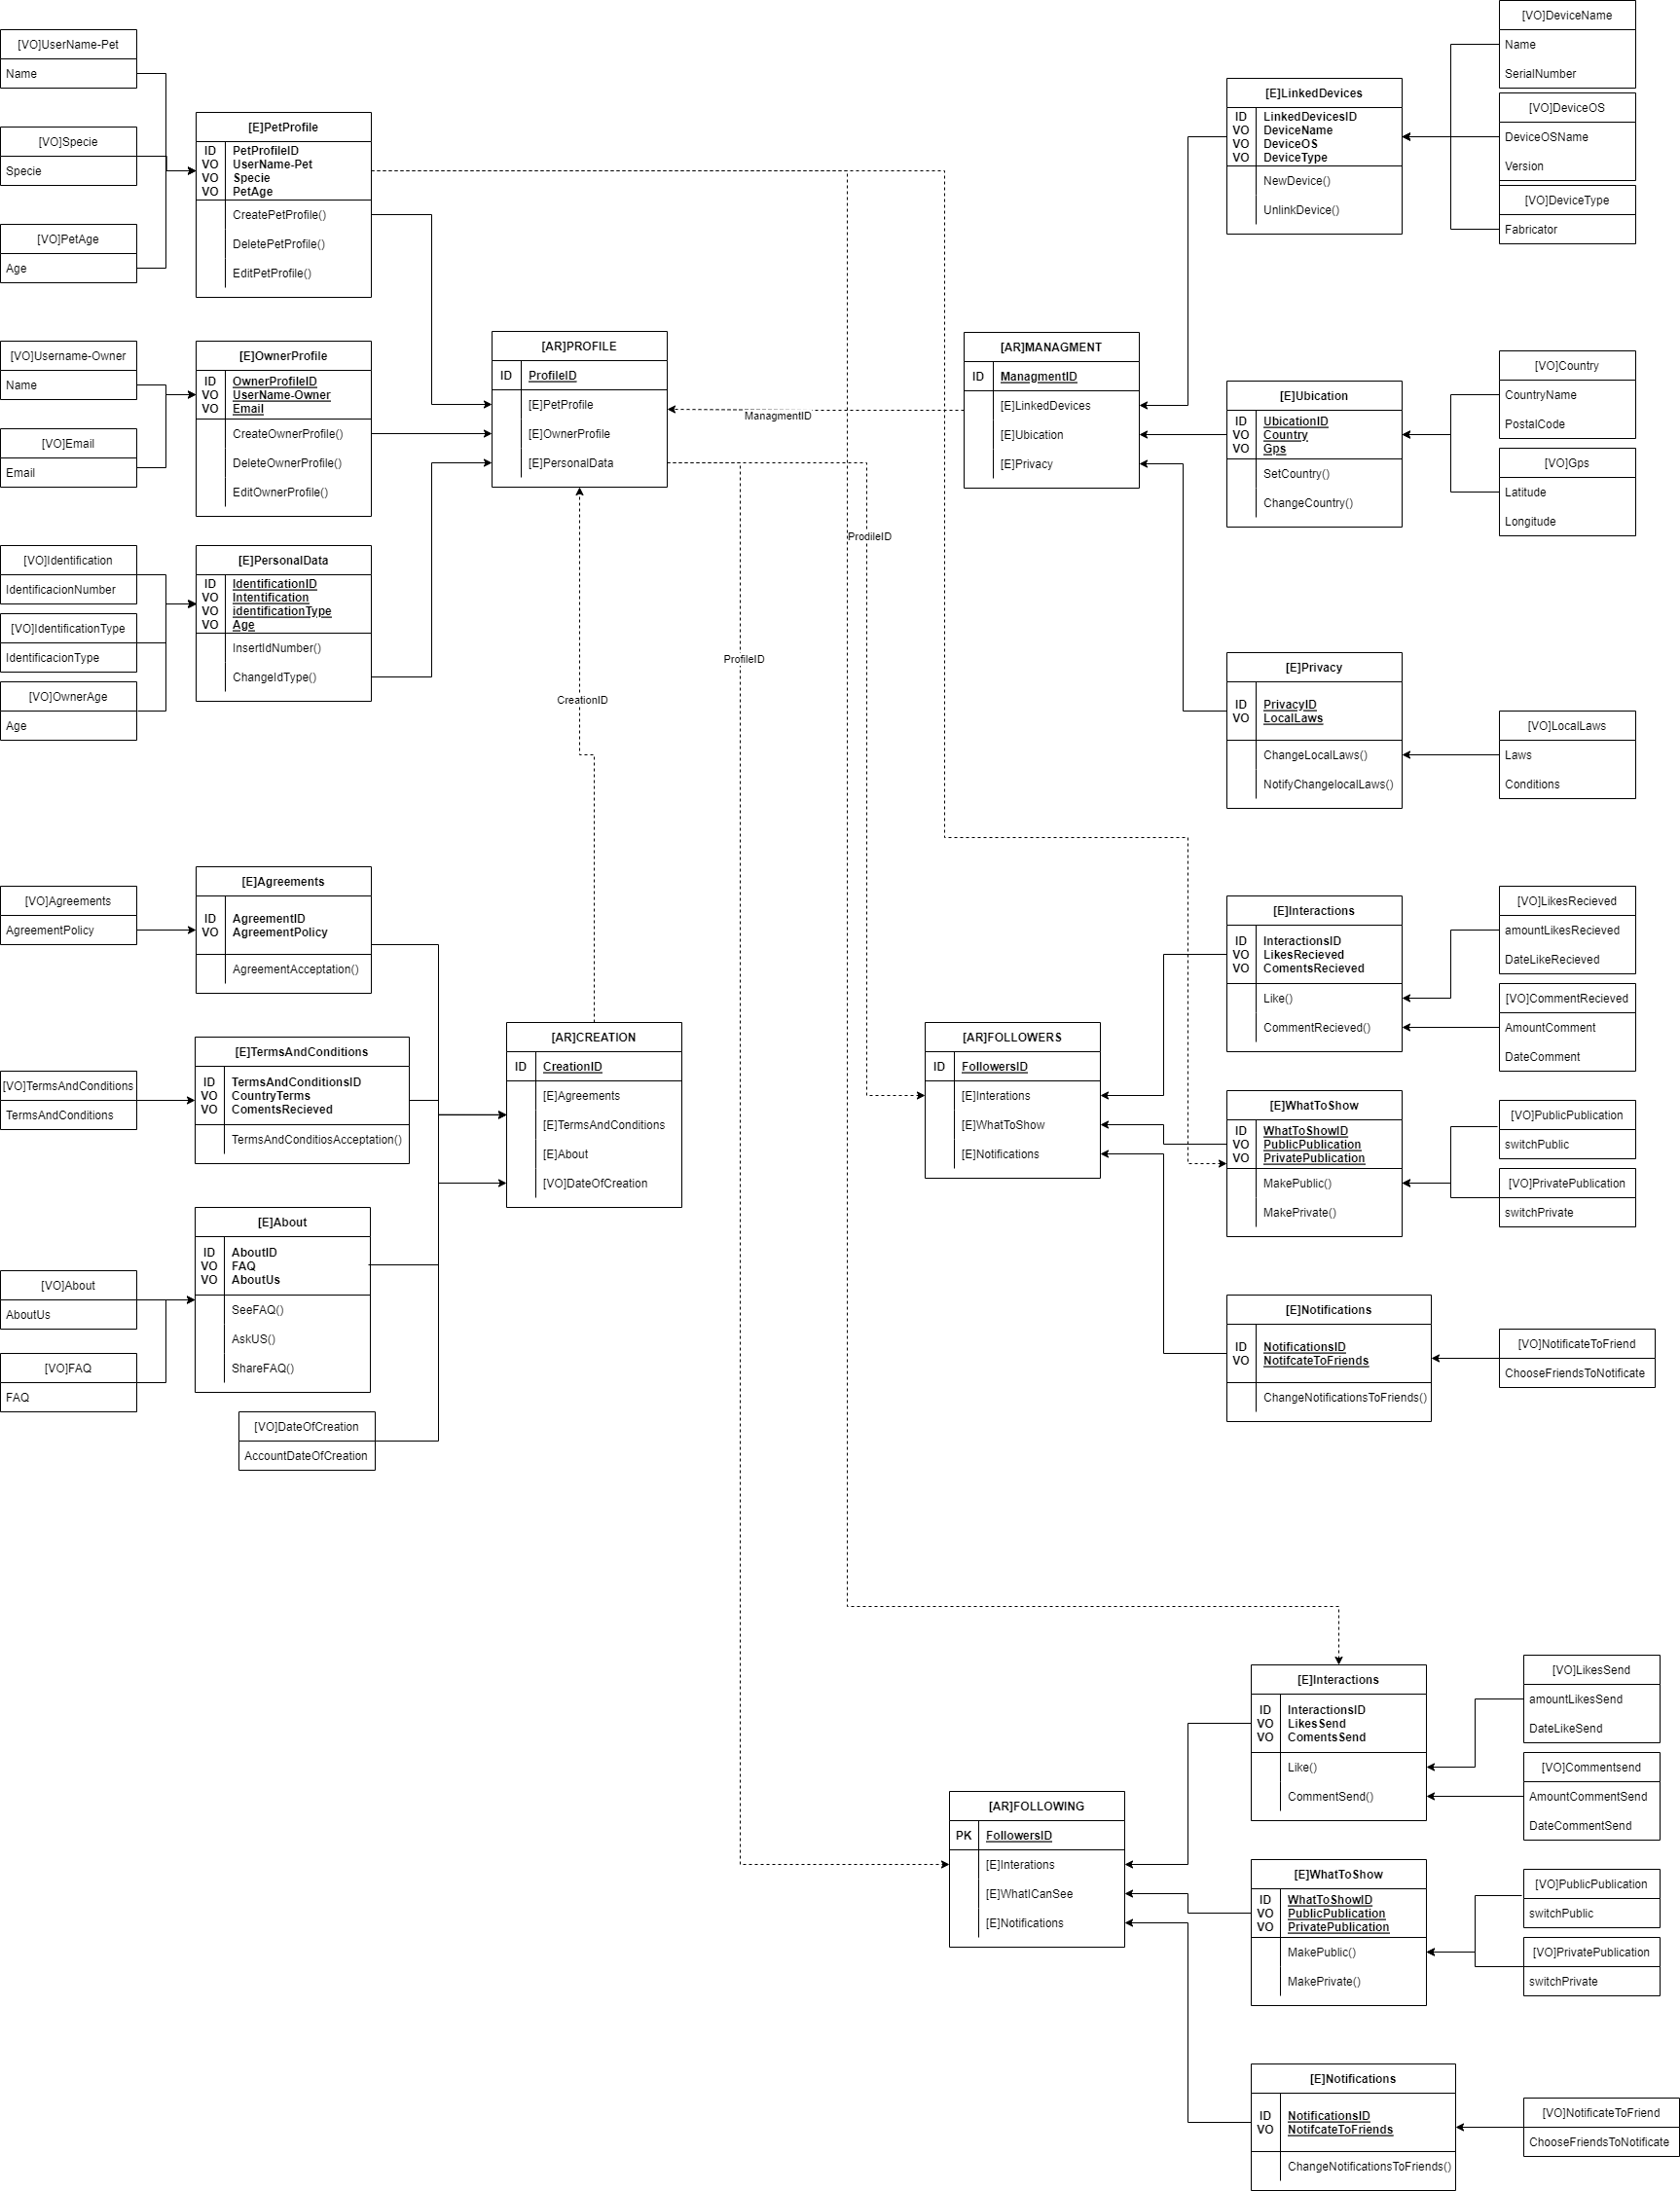 [VO]UserName-Pet
Name
[VO]Specie
Specie
[VO]PetAge
Age
[E]PetProfile
ID PetProfileID
VO UserName-Pet
VO Specie
VO PetAge
CreatePetProfile()
DeletePetProfile()
EditPetProfile()
[VO]Username-Owner
Name
[VO]Email
Email
[E]OwnerProfile
ID OwnerProfileID
VO UserName-Owner
VO Email
CreateOwnerProfile()
DeleteOwnerProfile()
EditOwnerProfile()
[VO]Identification
IdentificacionNumber
[VO]IdentificationType
IdentificacionType
[VO]OwnerAge
Age
[E]PersonalData
ID IdentificationID
VO Intentification
VO identificationType
VO Age
InsertIdNumber()
ChangeIdType()
[AR]PROFILE
ID ProfileID
[E]PetProfile
[E]OwnerProfile
[E]PersonalData
ManagmentID
[AR]MANAGMENT
ID ManagmentID
[E]LinkedDevices
[E]Ubication
[E]Privacy
[E]LinkedDevices
ID LinkedDevicesID
VO DeviceName
VO DeviceOS
VO DeviceType
NewDevice()
UnlinkDevice()
[VO]DeviceName
Name
SerialNumber
[VO]DeviceOS
DeviceOSName
Version
[VO]DeviceType
Fabricator
[E]Ubication
ID UbicationID
VO Country
VO Gps
SetCountry()
ChangeCountry()
[VO]Country
CountryName
PostalCode
[VO]Gps
Latitude
Longitude
[E]Privacy
ID PrivacyID
VO LocalLaws
ChangeLocalLaws()
NotifyChangelocalLaws()
[VO]LocalLaws
Laws
Conditions
ProdileID
ProfileID
CreationID
[VO]Agreements
AgreementPolicy
[E]Agreements
ID AgreementID
VO AgreementPolicy
AgreementAcceptation()
[VO]TermsAndConditions
TermsAndConditions
[E]TermsAndConditions
ID TermsAndConditionsID
VO CountryTerms
VO ComentsRecieved
TermsAndConditiosAcceptation()
[VO]About
AboutUs
[VO]FAQ
FAQ
[E]About
ID AboutID
VO FAQ
VO AboutUs
SeeFAQ()
AskUS()
ShareFAQ()
[VO]DateOfCreation
AccountDateOfCreation
[AR]CREATION
ID CreationID
[E]Agreements
[E]TermsAndConditions
[E]About
[VO]DateOfCreation
[AR]FOLLOWERS
ID FollowersID
[E]Interations
[E]WhatToShow
[E]Notifications
[E]Interactions
ID InteractionsID
VO LikesRecieved
VO ComentsRecieved
Like()
CommentRecieved()
[VO]LikesRecieved
amountLikesRecieved
DateLikeRecieved
[VO]CommentRecieved
AmountComment
DateComment
[E]WhatToShow
ID WhatToShowID
VO PublicPublication
VO PrivatePublication
MakePublic()
MakePrivate()
[VO]PublicPublication
switchPublic
[VO]PrivatePublication
switchPrivate
[E]Notifications
ID NotificationsID
VO NotifcateToFriends
ChangeNotificationsToFriends()
[VO]NotificateToFriend
ChooseFriendsToNotificate
[AR]FOLLOWING
PK FollowersID
[E]Interations
[E]WhatICanSee
[E]Notifications
[E]Interactions
ID InteractionsID
VO LikesSend
VO ComentsSend
Like()
CommentSend()
[VO]LikesSend
amountLikesSend
DateLikeSend
[VO]Commentsend
AmountCommentSend
DateCommentSend
[E]WhatToShow
ID WhatToShowID
VO PublicPublication
VO PrivatePublication
MakePublic()
MakePrivate()
[VO]PublicPublication
switchPublic
[VO]PrivatePublication
switchPrivate
[E]Notifications
ID NotificationsID
VO NotifcateToFriends
ChangeNotificationsToFriends()
[VO]NotificateToFriend
ChooseFriendsToNotificate